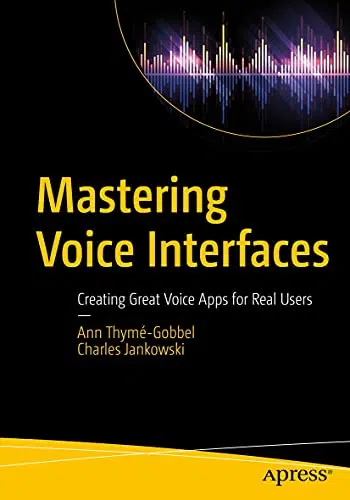 Mastering
Voice Interfaces
Creating Great Voice Apps for Real Users
—
Ann Thymé-Gobbel
Charles Jankowski
Apress®